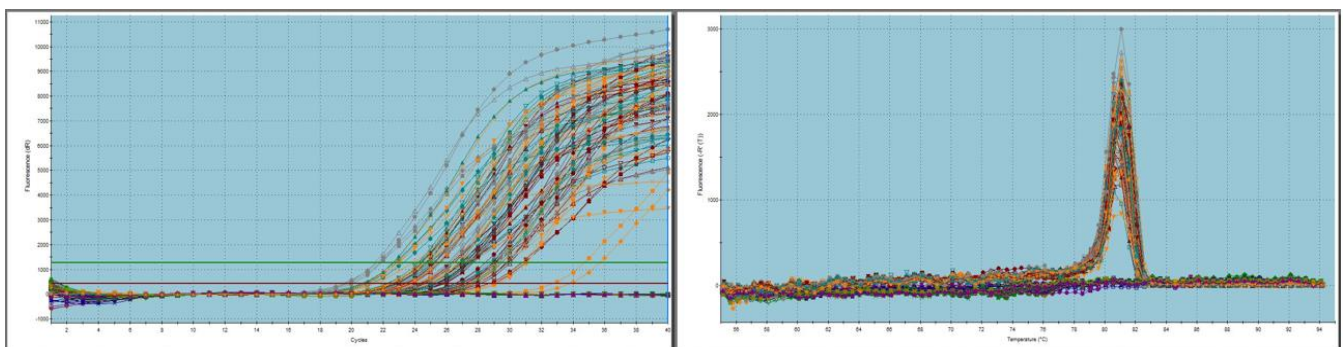 Fluorescence (dR)
11000
10000
9000
8000
7000
6000
5000
4000
3000
2000
1000
0
-1000
2 4 6 8 10 12 14 16 18 20 22 24 26 28 30 32 34 36 38 40
Cycles
Fluorescence (-R'(T))
3000
2000
1000
0
56 58 60 62 64 66 68 70 72 74 76 78 80 82 84 86 88 90 92 94
Temperature (°C)